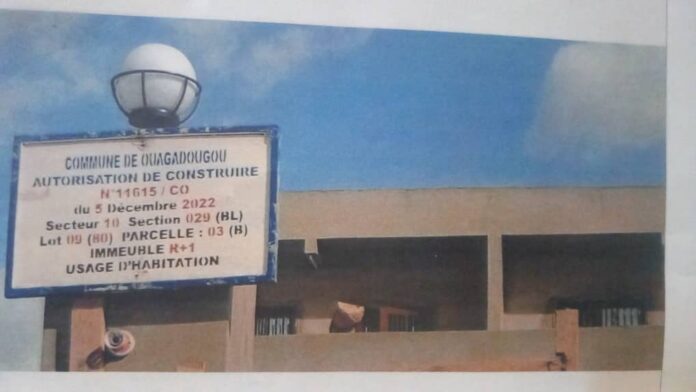 COMMUNE DE OUAGADOUGOU
AUTORISATION DE CONSTRUIRE
N°11615 / CO
du 5 Décembre 2022
Secteur 10 Section 029 (BL)
Lot 09 (80) PARCELLE : 03 (B)
IMMEUBLE R+1
USAGE D'HABITATION